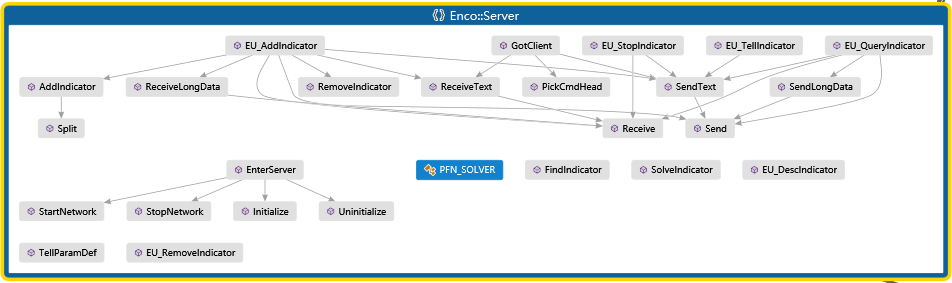 Enco::Server
EU_AddIndicator GotClient EU_StopIndicator EU_TellIndicator EU_QueryIndicator
AddIndicator ReceiveLongData RemoveIndicator ReceiveText PickCmdHead SendText SendLongData
Split Receive Send
EnterServer PFN_SOLVER FindIndicator SolveIndicator EU_DescIndicator
StartNetwork StopNetwork Initialize Uninitialize
TellParamDef EU_RemoveIndicator